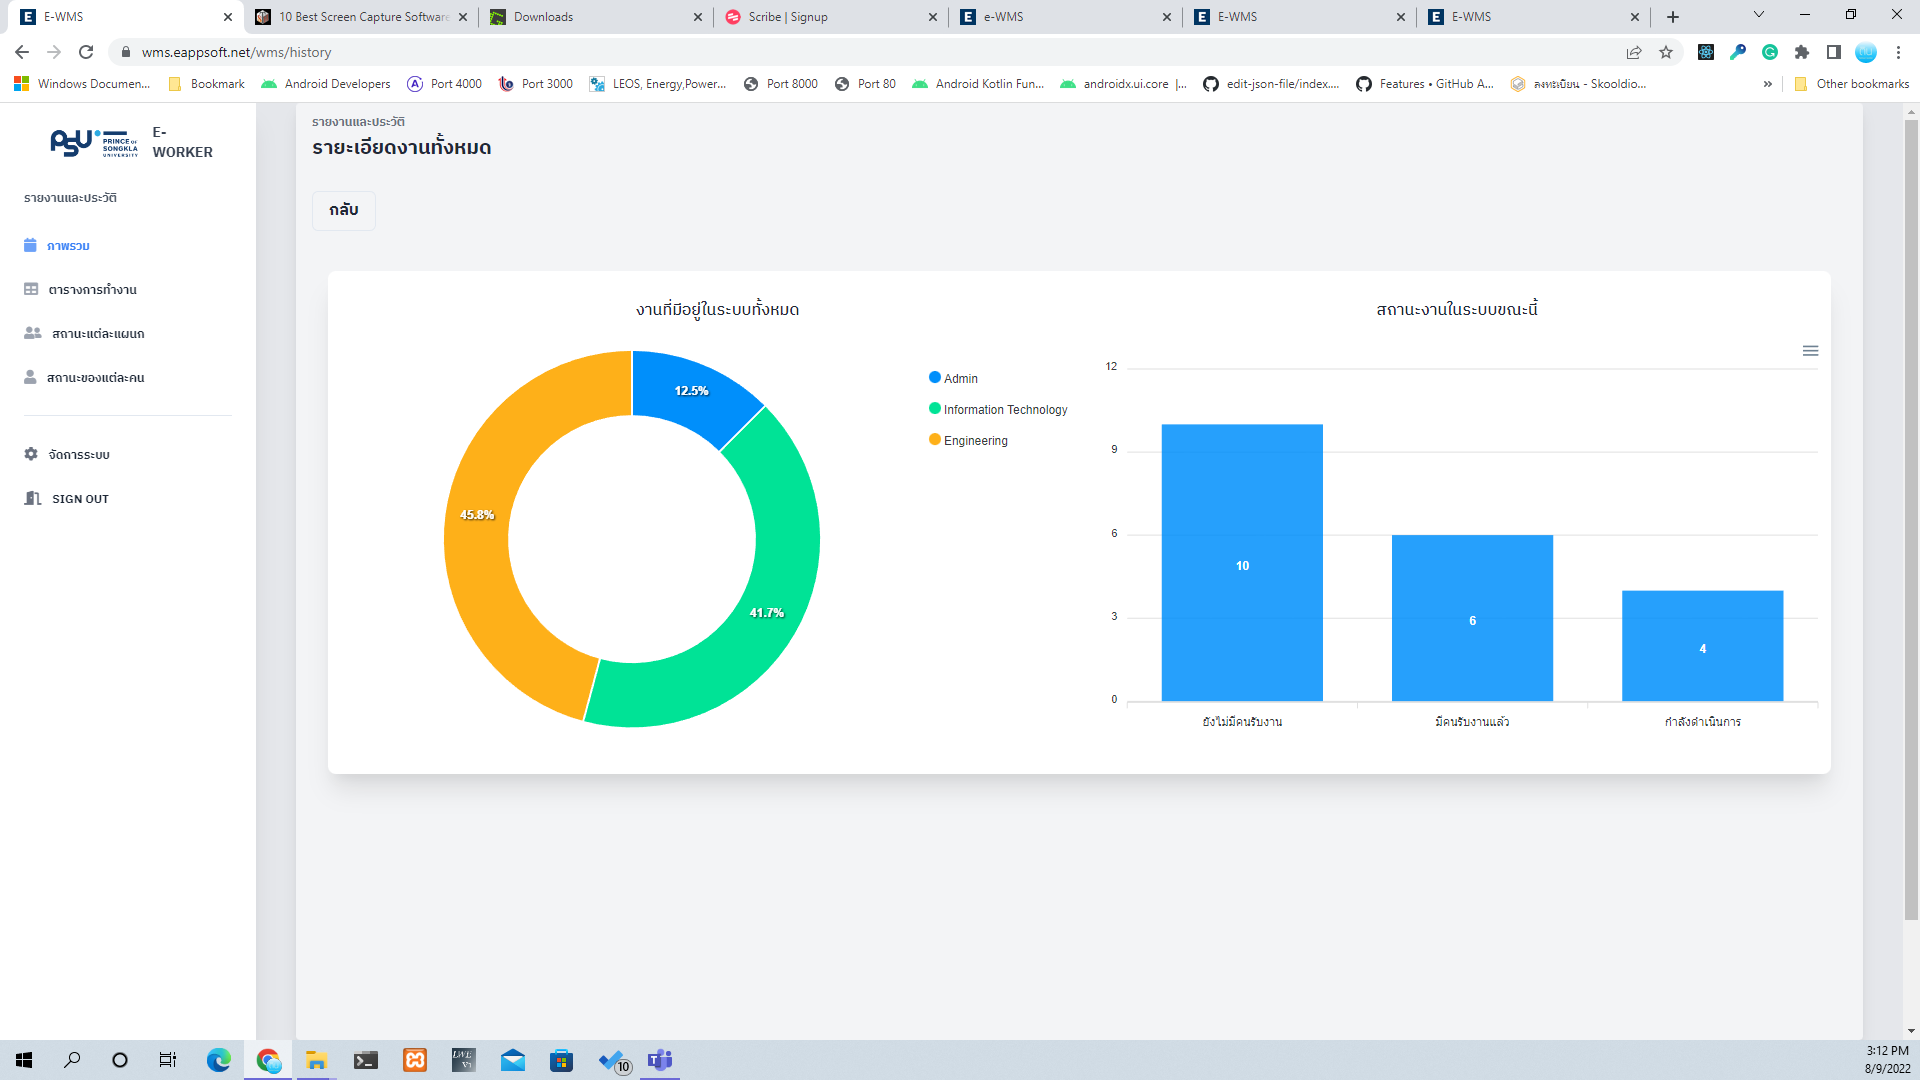 E-WMS
10 Best Screen Capture Software
Downloads
Scribe | Signup
e-WMS
E-WMS
E-WMS
wms.eappsoft.net/wms/history
Windows Documen...
Bookmark
Android Developers
Port 4000
Port 3000
LEOS, Energy,Power...
Port 8000
Port 80
Android Kotlin Fun...
androidx.ui.core |...
edit-json-file/index....
Features • GitHub A...
ลงทะเบียน - Skooldio...
»
Other bookmarks
PSU
PRINCE OF
SONGKLA
UNIVERSITY
E-
WORKER
รายงานและประวัติ
ภาพรวม
ตารางการทำงาน
สถานะแต่ละแผนก
สถานะของแต่ละคน
จัดการระบบ
SIGN OUT
รายงานและประวัติ
รายะเอียดงานทั้งหมด
กลับ
งานที่มีอยู่ในระบบทั้งหมด
12.5%
41.7%
45.8%
Admin
Information Technology
Engineering
สถานะงานในระบบขณะนี้
12
9
6
3
0
10
6
4
ยังไม่มีคนรับงาน
มีคนรับงานแล้ว
กำลังดำเนินการ
LWE
V1
10
3:12 PM
8/9/2022